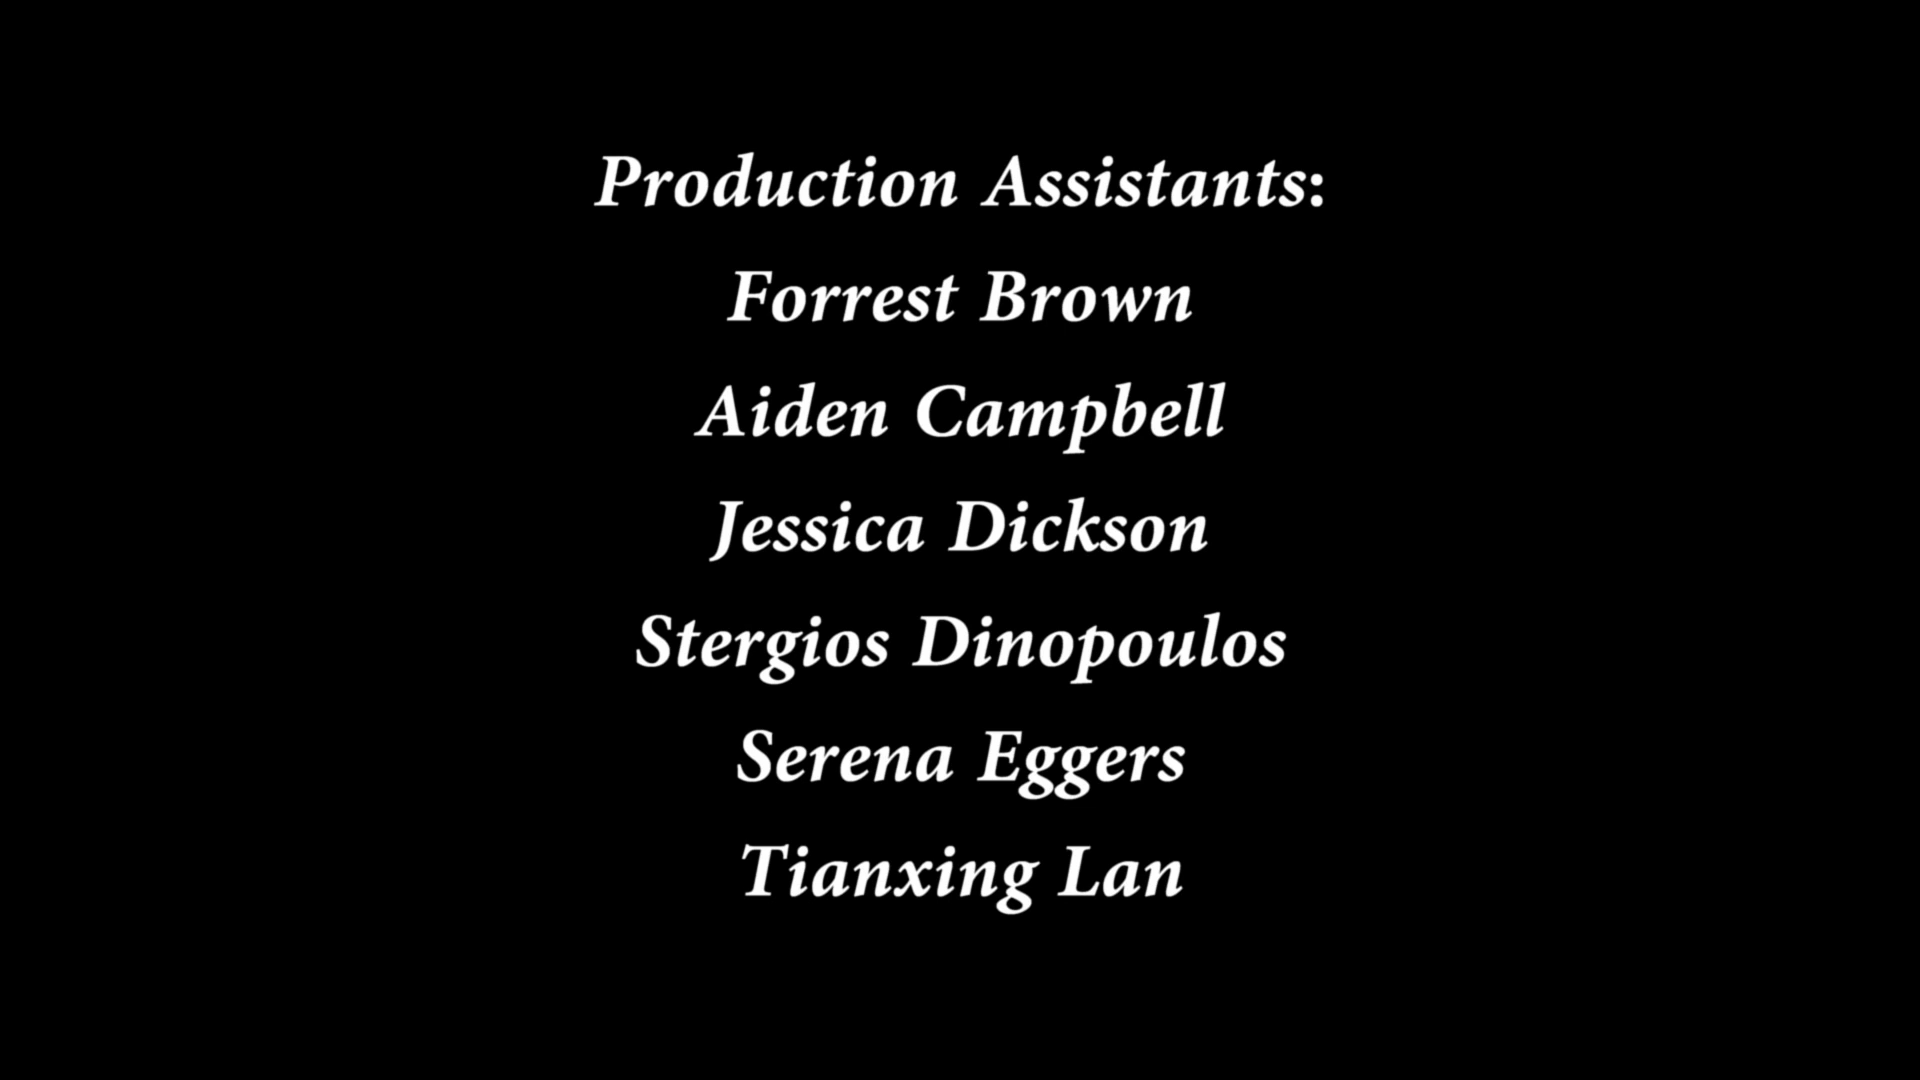 Production Assistants:
Forrest Brown
Aiden Campbell
Jessica Dickson
Stergios Dinopoulos
Serena Eggers
Tianxing Lan